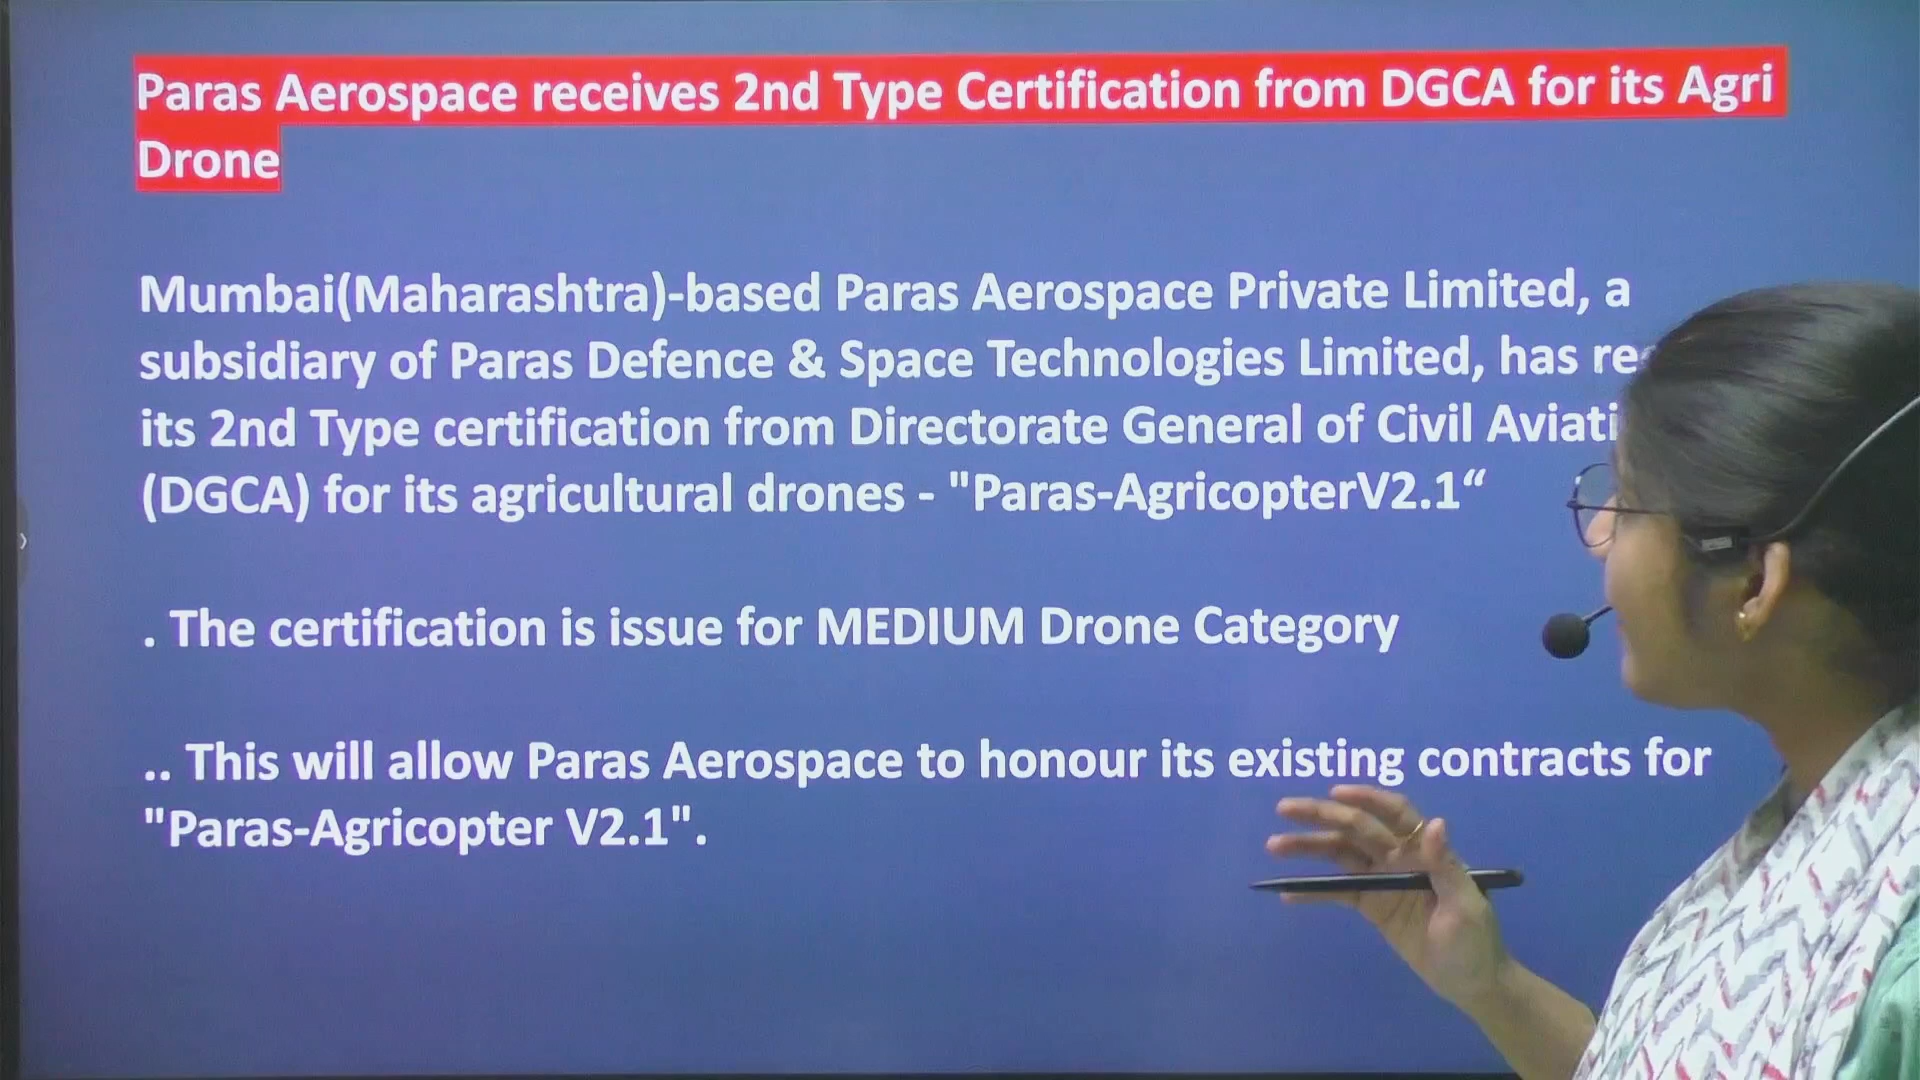 Paras Aerospace receives 2nd Type Certification from DGCA for its Agri
Drone
Mumbai(Maharashtra)-based Paras Aerospace Private Limited, a
subsidiary of Paras Defence & Space Technologies Limited, has
its 2nd Type certification from Directorate General of Civil
(DGCA) for its agricultural drones - "Paras-AgricopterV2.1“
. The certification is issue for MEDIUM Drone Category
.. This will allow Paras Aerospace to honour its existing contracts for
"Paras-Agricopter V2.1".